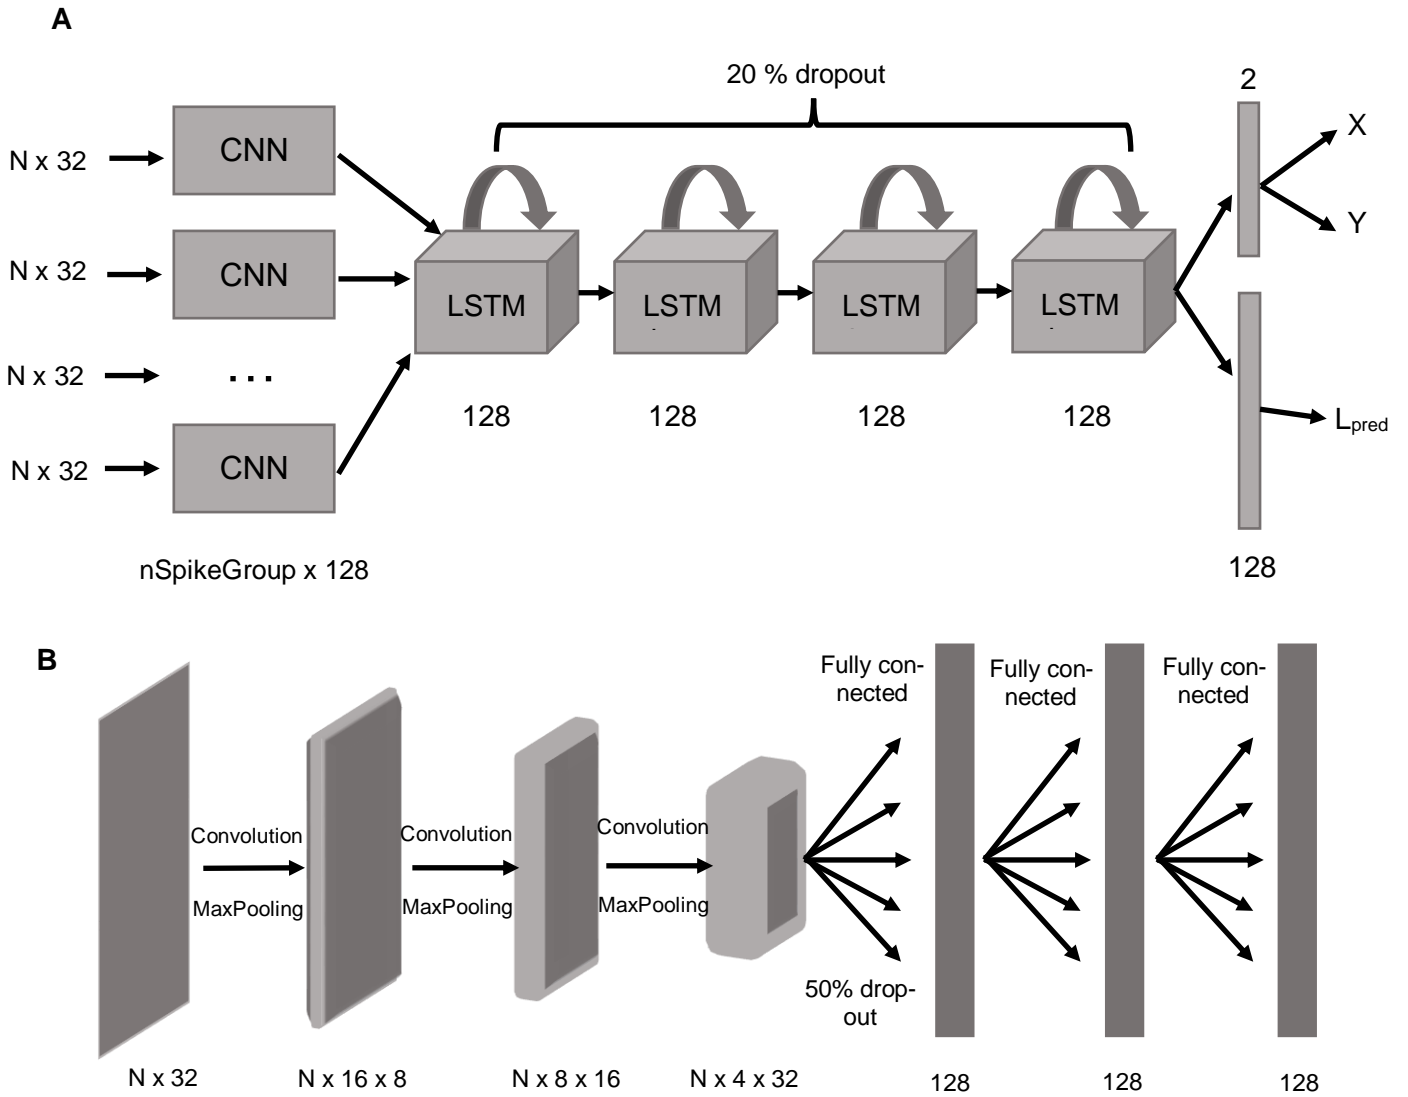 A
20 % dropout
2
N x 32
CNN
X
Y
N x 32
CNN
LSTM
LSTM
LSTM
LSTM
N x 32
...
128
128
128
128
L pred
N x 32
CNN
nSpikeGroup x 128
128
B
Fully con-
nected
Fully con-
nected
Fully con-
nected
Convolution
MaxPooling
Convolution
MaxPooling
Convolution
MaxPooling
50% drop-
out
N x 32
N x 16 x 8
N x 8 x 16
N x 4 x 32
128
128
128